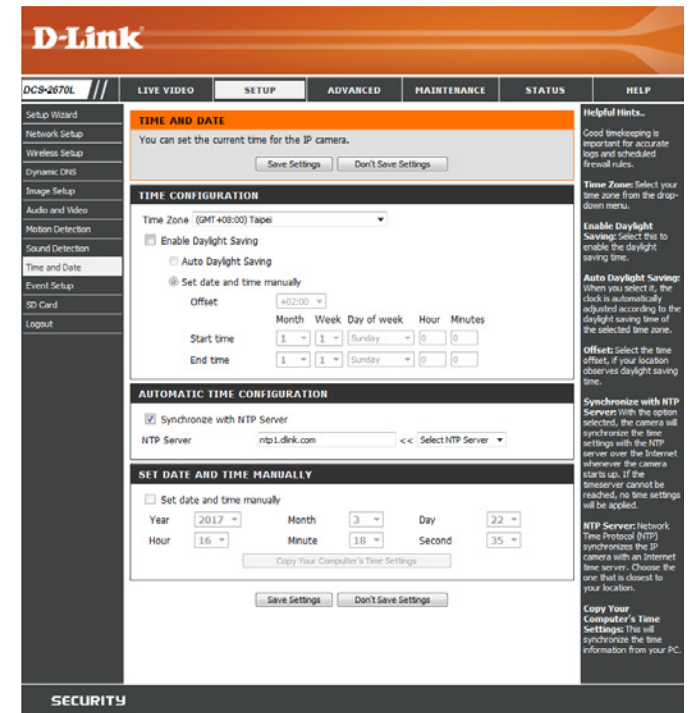 D-Link
DCS-2670L
LIVE VIDEO SETUP ADVANCED MAINTENANCE STATUS HELP
Setup Wizard
Network Setup
Wireless Setup
Dynamic DNS
Image Setup
Audio and Video
Motion Detection
Sound Detection
Time and Date
Event Setup
SD Card
Logout
TIME AND DATE
You can set the current time for the IP camera.
Save Settings Don't Save Settings
TIME CONFIGURATION
Time Zone (GMT+08:00) Taipei
Enable Daylight Saving
Auto Daylight Saving
Set date and time manually
Offset +02:00
Month Week Day of week Hour Minutes
Start time 1 1 Sunday 0 0
End time 1 1 Sunday 0 0
AUTOMATIC TIME CONFIGURATION
Synchronize with NTP Server
NTP Server ntp1.dlink.com << Select NTP Server
SET DATE AND TIME MANUALLY
Set date and time manually
Year 2017 Month 3 Day 22
Hour 16 Minute 18 Second 35
Copy Your Computer's Time Settings
Save Settings Don't Save Settings
Helpful Hints..
Good timekeeping is
important for accurate
logs and scheduled
firewall rules.
Time Zone: Select your
time zone from the drop-
down menu.
Enable Daylight
Saving: Select this to
enable the daylight
saving time.
Auto Daylight Saving:
When you select it, the
clock is automatically
adjusted according to the
daylight saving time of
the selected time zone.
Offset: Select the time
offset, if your location
observes daylight saving
time.
Synchronize with NTP
Server: With the option
selected, the camera will
synchronize the time
settings with the NTP
server over the Internet
whenever the camera
starts up. If the
timeserver cannot be
reached, no time settings
will be applied.
NTP Server: Network
Time Protocol (NTP)
synchronizes the IP
camera with an Internet
time server. Choose the
one that is closest to
your location.
Copy Your
Computer's Time
Settings: This will
synchronize the time
information from your PC.
SECURITY